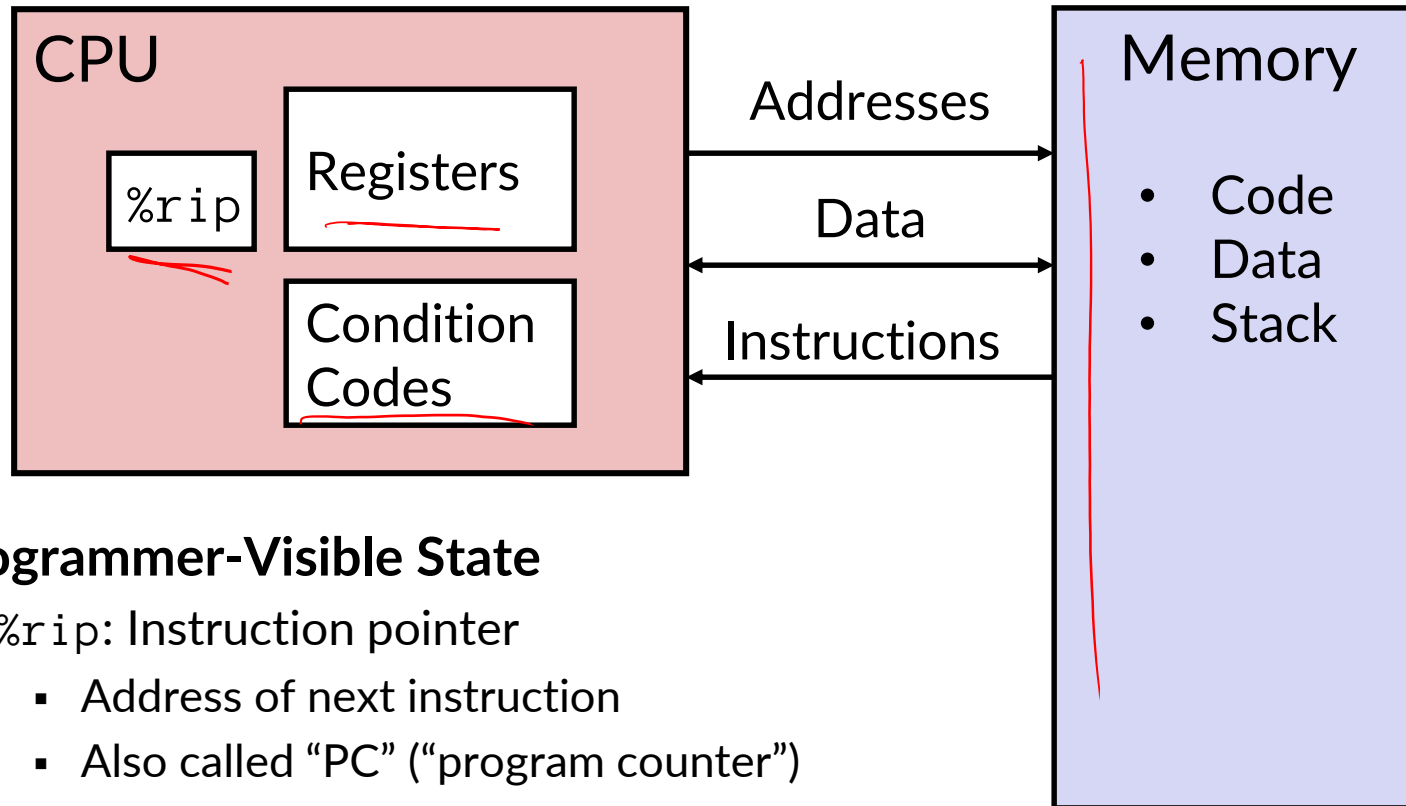 CPU
%rip
Registers
Condition
Codes
Addresses
Data
Instructions
Memory
• Code
• Data
• Stack
ogrammer-Visible State
%rip: Instruction pointer
▪ Address of next instruction
▪ Also called “PC” (“program counter”)